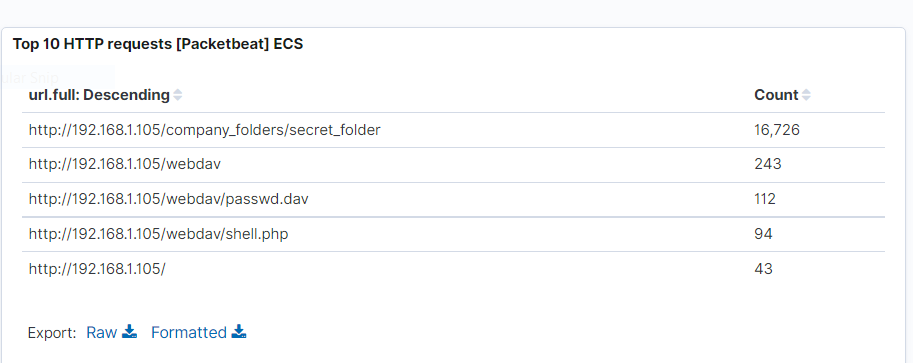 Top 10 HTTP requests [Packetbeat] ECS
url.full: Descending Count
http://192.168.1.105/company_folders/secret_folder 16,726
http://192.168.1.105/webdav 243
http://192.168.1.105/webdav/passwd.dav 112
http://192.168.1.105/webdav/shell.php 94
http://192.168.1.105/ 43
Export: Raw Formatted